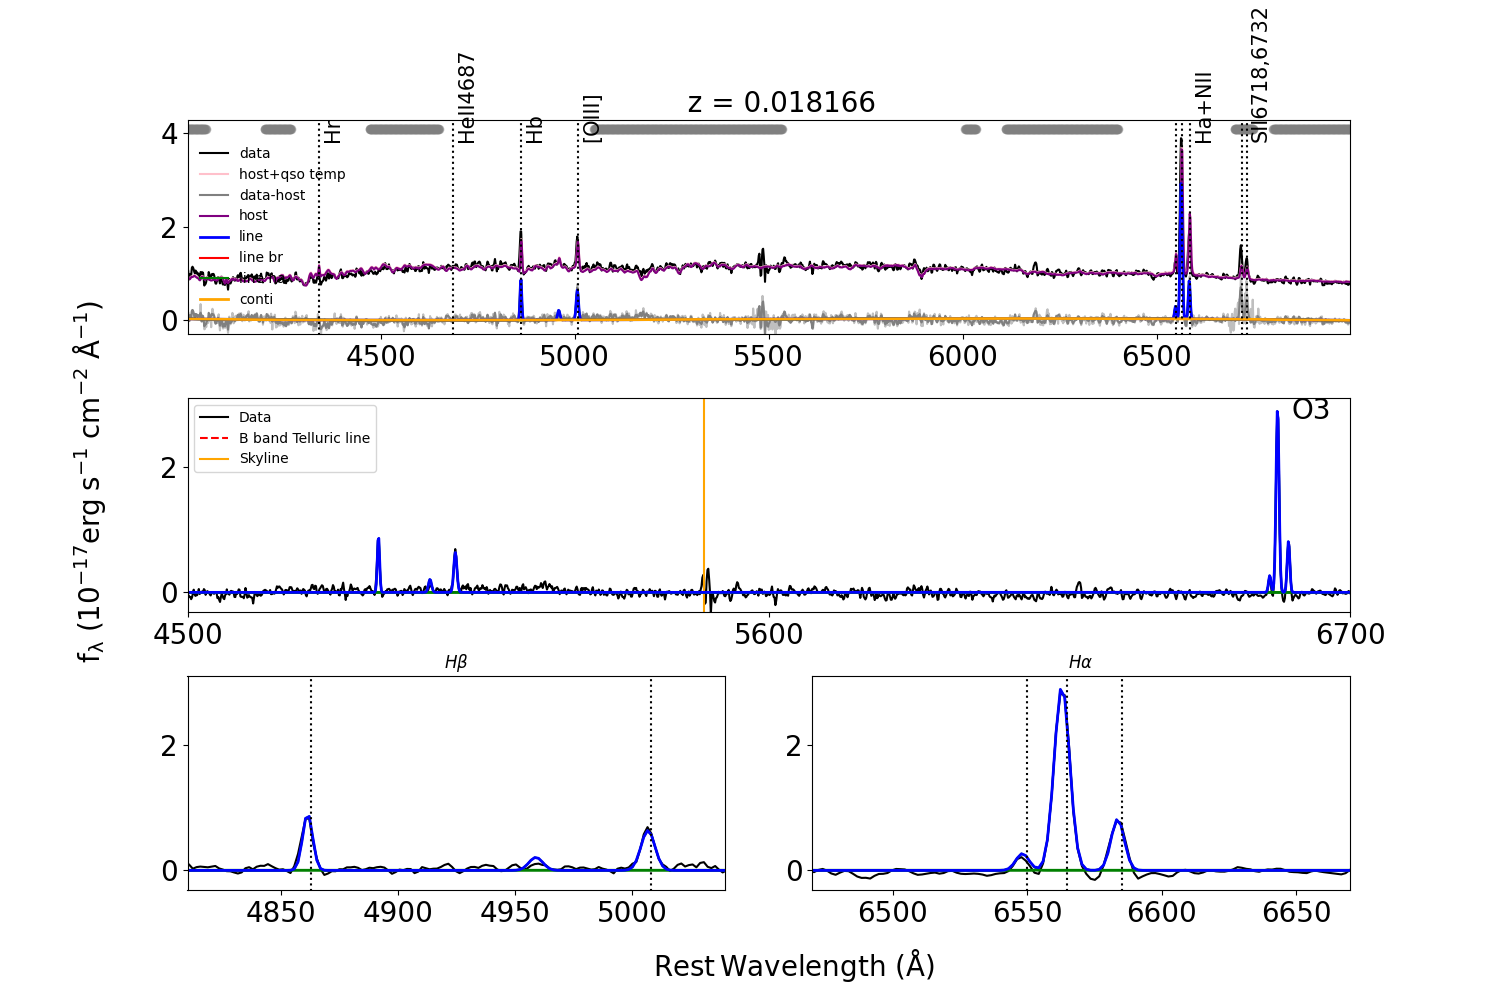 z = 0.018166
Hr
HeII4687
Hb
[OIII]
Ha+NII
SII6718,6732
4
2
0
data
host+qso temp
data-host
host
line
line br
conti
4500
5000
5500
6000
6500
fλ (10−17erg s−1 cm−2 Å−1)
O3
2
0
Data
B band Telluric line
Skyline
4500
5600
6700
Hβ
2
0
4850
4900
4950
5000
Hα
2
0
6500
6550
6600
6650
Rest Wavelength (Å)